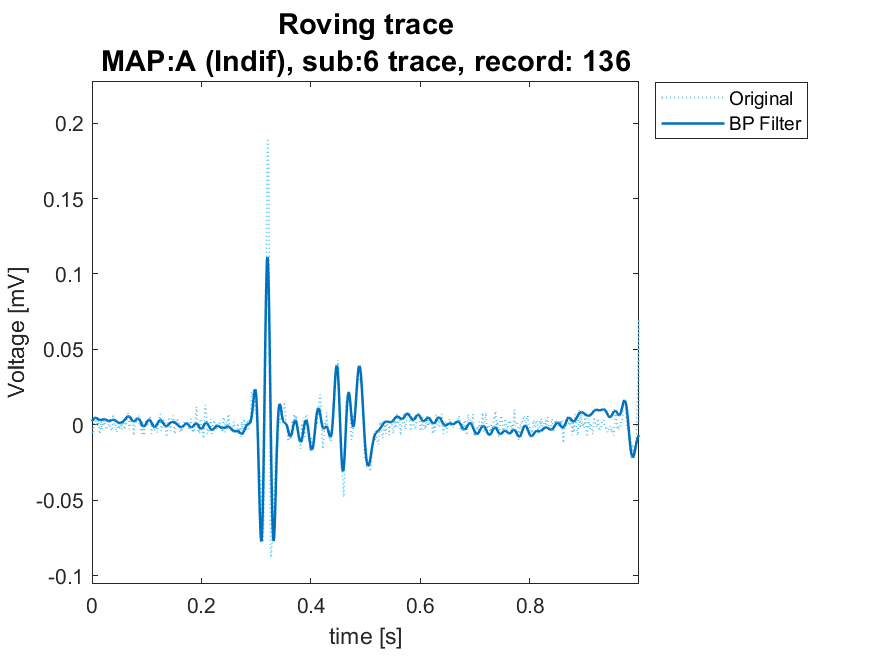 Roving trace
MAP:A (Indif), sub:6 trace, record: 136
Original
BP Filter
0.2
0.15
0.1
0.05
0
-0.05
-0.1
Voltage [mV]
0
0.2
0.4
0.6
0.8
time [s]